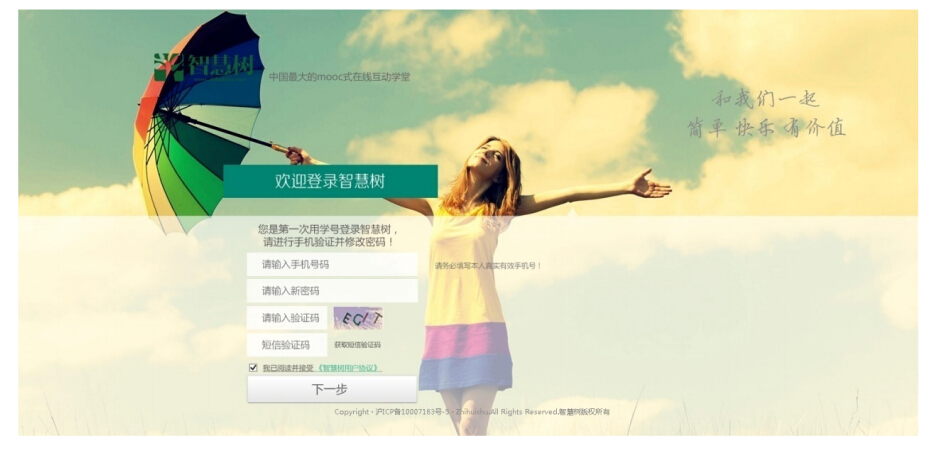 智慧树
中国最大的mooc式在线互动学堂
和我们一起
简单 快乐 有价值
欢迎登录智慧树
您是第一次用学号登录智慧树，
请进行手机验证并修改密码！
请输入手机号码
请务必填写本人真实有效手机号！
请输入新密码
请输入验证码
短信验证码 获取短信验证码
我已阅读并接受 《智慧树用户协议》
下一步
Copyright · 沪ICP备10007183号-5 · Zhihuishu.All Rights Reserved.智慧树版权所有